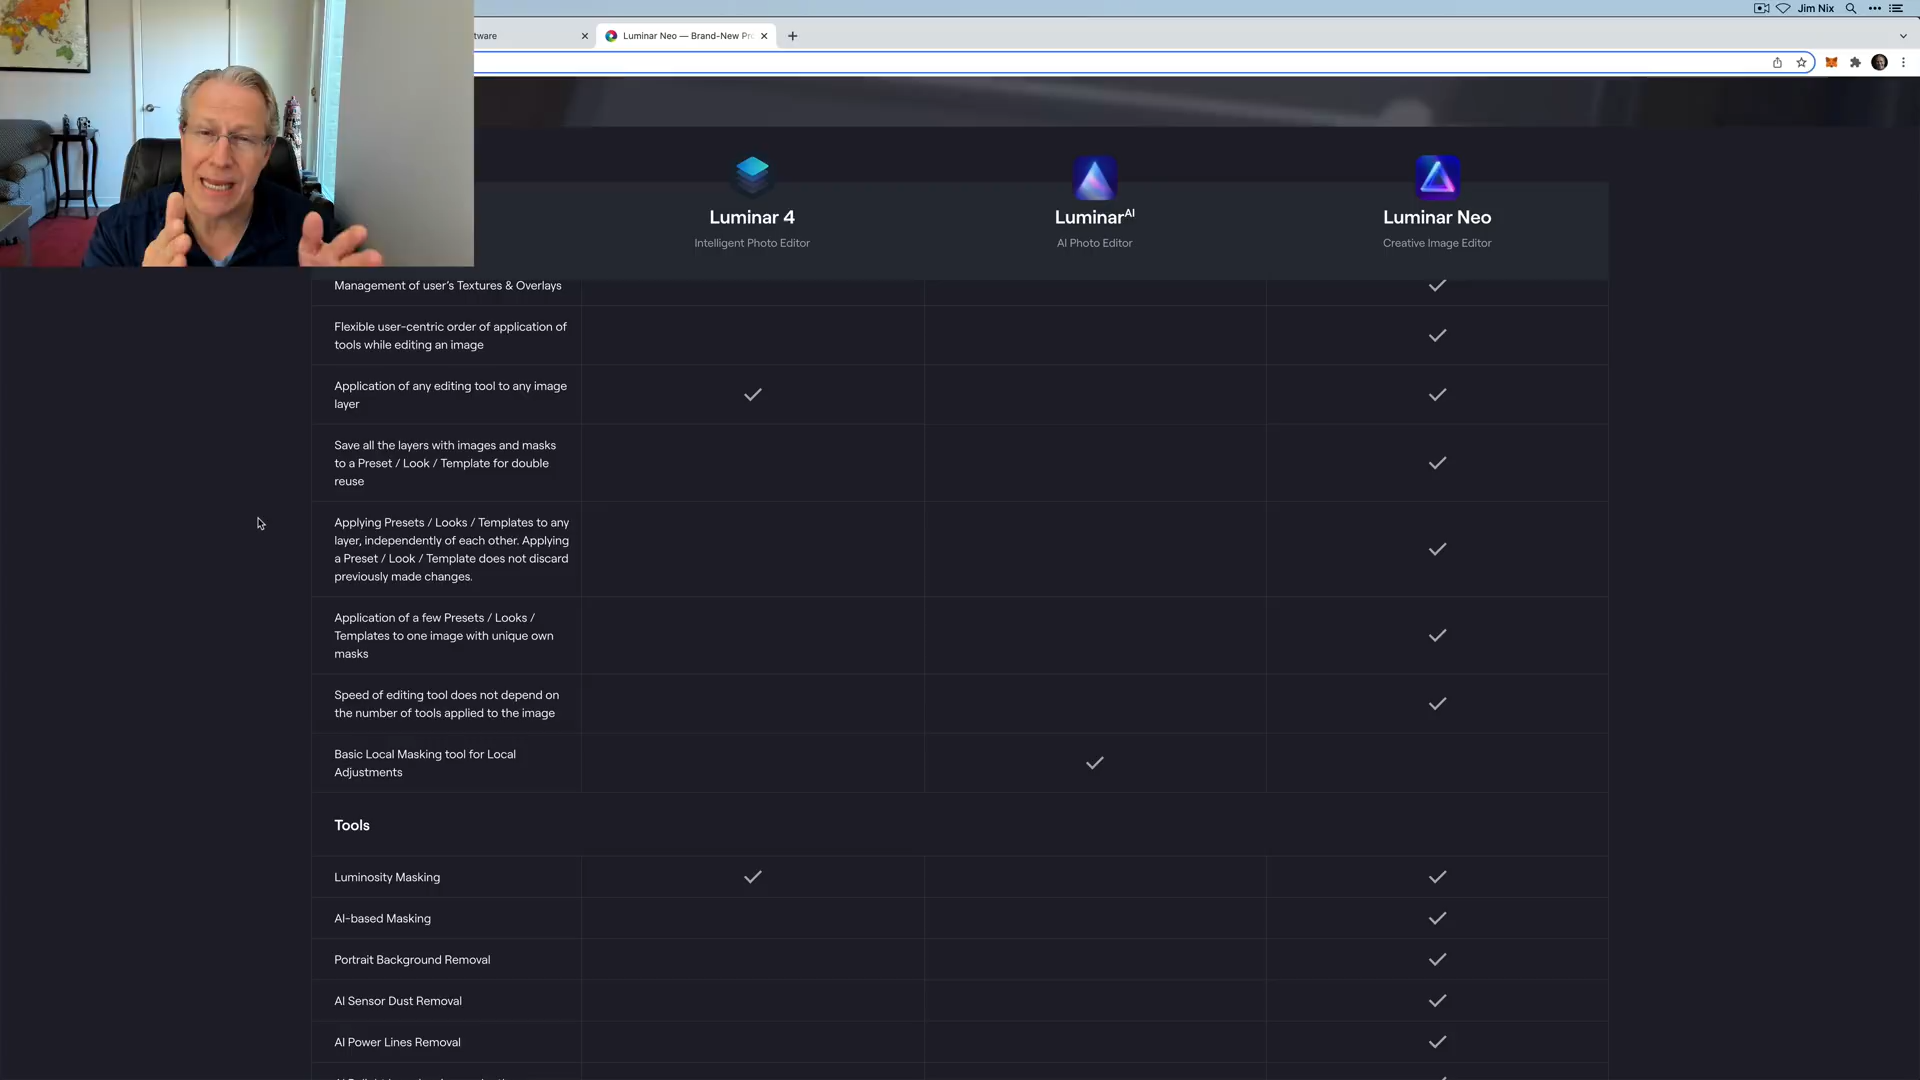 Jim Nix
tware
Luminar Neo — Brand-New Pr
Luminar 4
Intelligent Photo Editor
LuminarAI
AI Photo Editor
Luminar Neo
Creative Image Editor
Management of user's Textures & Overlays
Flexible user-centric order of application of
tools while editing an image
Application of any editing tool to any image
layer
Save all the layers with images and masks
to a Preset / Look / Template for double
reuse
Applying Presets / Looks / Templates to any
layer, independently of each other. Applying
a Preset / Look / Template does not discard
previously made changes.
Application of a few Presets / Looks /
Templates to one image with unique own
masks
Speed of editing tool does not depend on
the number of tools applied to the image
Basic Local Masking tool for Local
Adjustments
Tools
Luminosity Masking
AI-based Masking
Portrait Background Removal
AI Sensor Dust Removal
AI Power Lines Removal